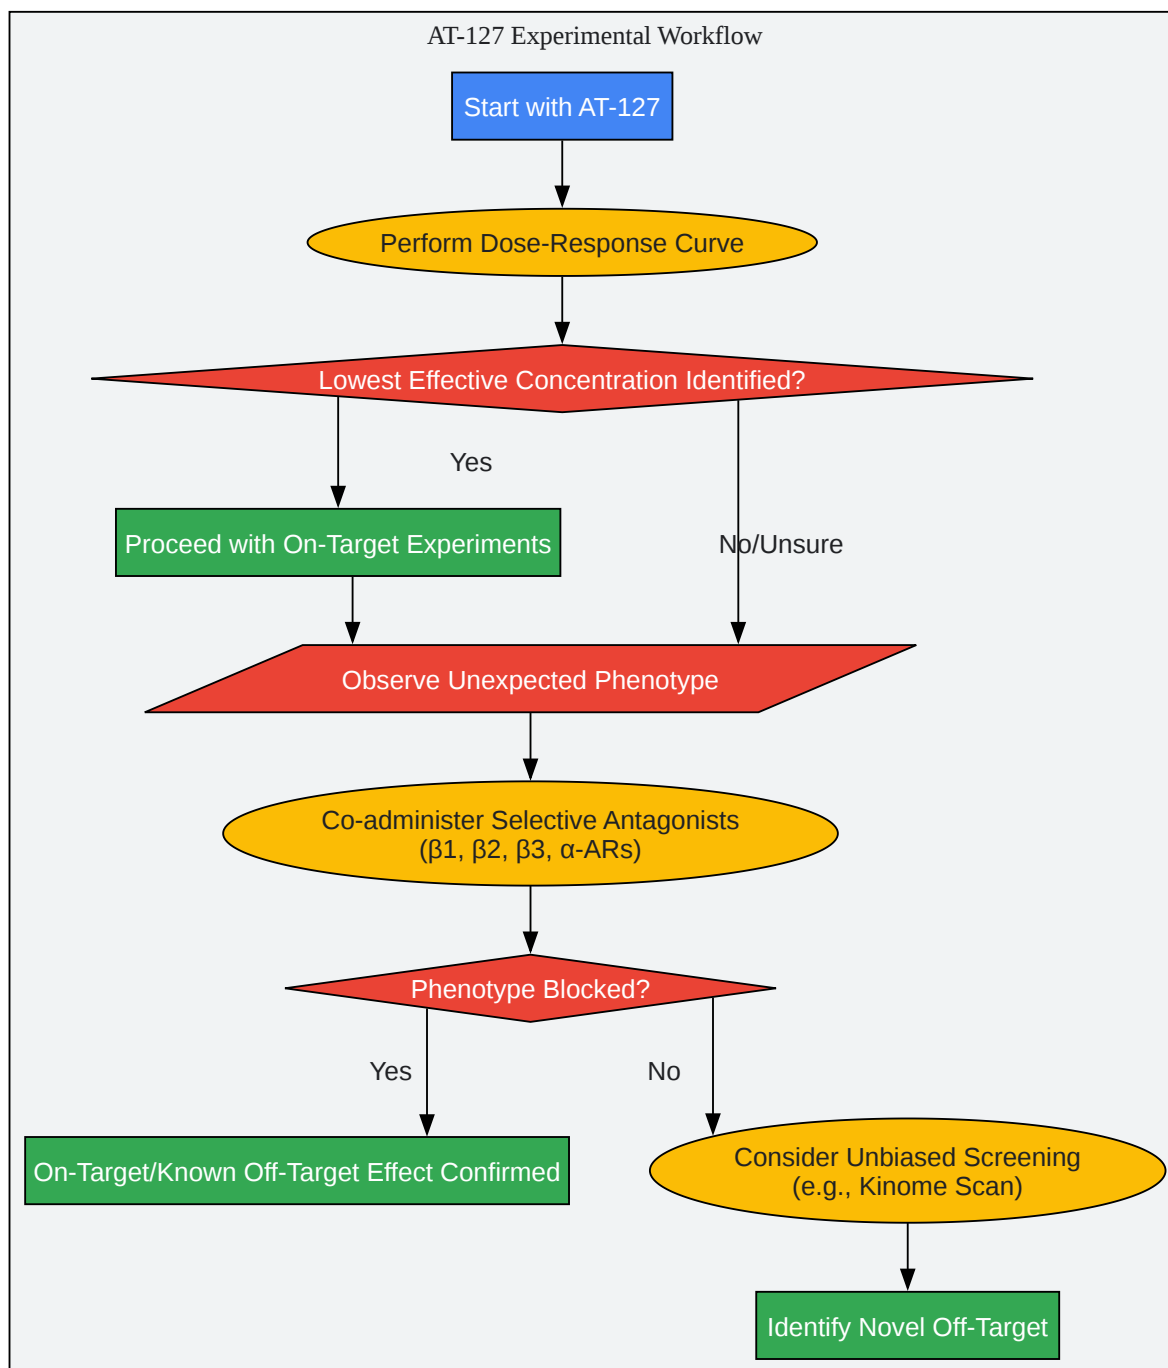 AT-127 Experimental Workflow
Start with AT-127
Perform Dose-Response Curve
Lowest Effective Concentration Identified?
Yes
Proceed with On-Target Experiments
No/Unsure
Observe Unexpected Phenotype
Co-administer Selective Antagonists
(β1, β2, β3, α-ARs)
Phenotype Blocked?
Yes
No
On-Target/Known Off-Target Effect Confirmed
Consider Unbiased Screening
(e.g., Kinome Scan)
Identify Novel Off-Target